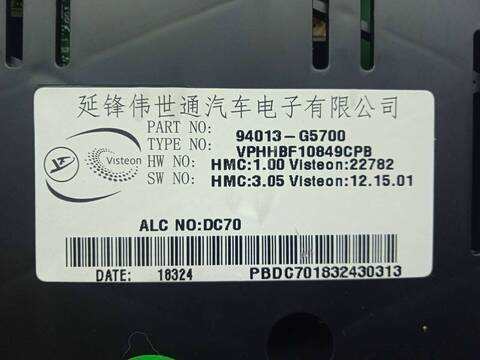 延锋伟世通汽车电子有限公司
PART NO: 94013-G5700
TYPE NO: VPHHBF10849CPB
Visteon
HW NO: HMC:1.00 Visteon:22782
SW NO: HMC:3.05 Visteon:12.15.01
ALC NO:DC70
DATE: 18324 PBDC701832430313